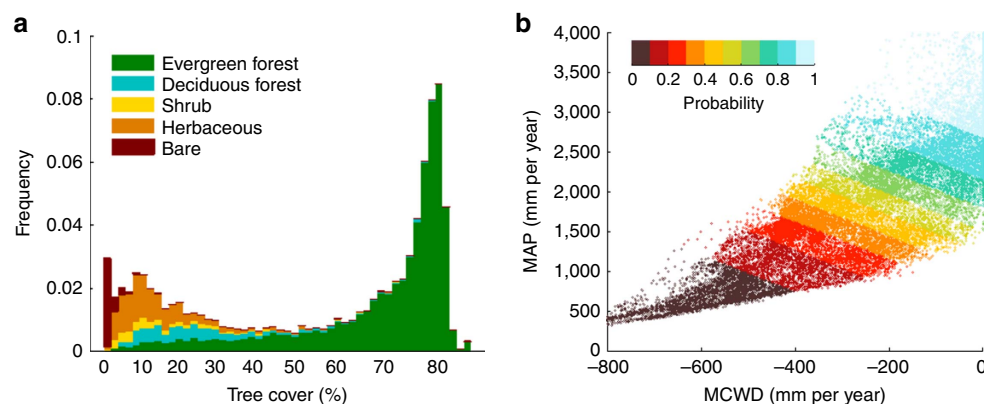 a
0.1
0.08
0.06
0.04
0.02
0
Frequency
Evergreen forest
Deciduous forest
Shrub
Herbaceous
Bare
0 10 20 30 40 50 60 70 80
Tree cover (%)
b
4,000
3,500
3,000
2,500
2,000
1,500
1,000
500
0
MAP (mm per year)
0 0.2 0.4 0.6 0.8 1
Probability
−800 −600 −400 −200 0
MCWD (mm per year)